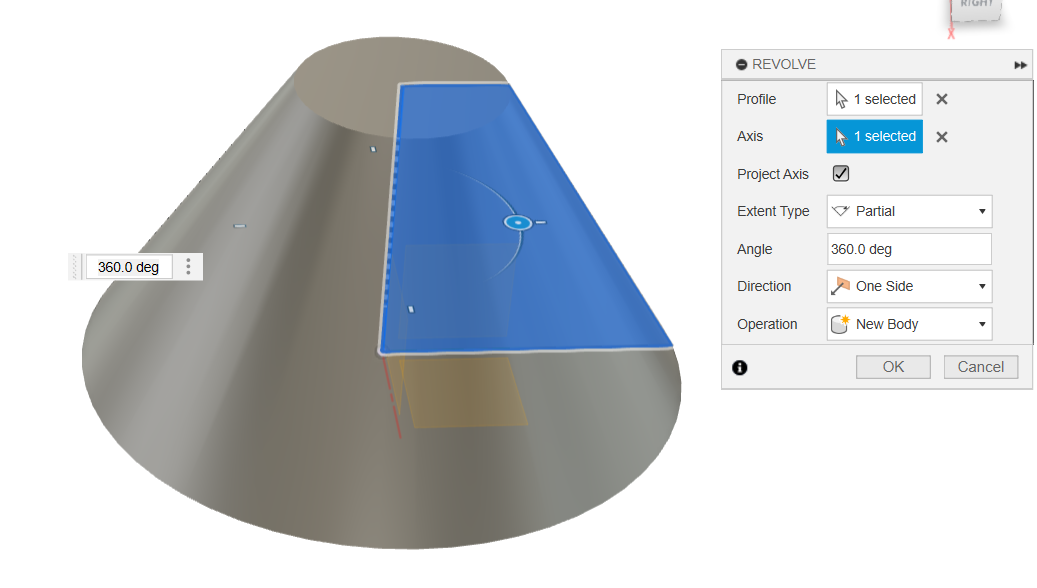 RIGHT
X
REVOLVE
Profile 1 selected
Axis 1 selected
Project Axis
Extent Type Partial
Angle 360.0 deg
Direction One Side
Operation New Body
OK Cancel
360.0 deg